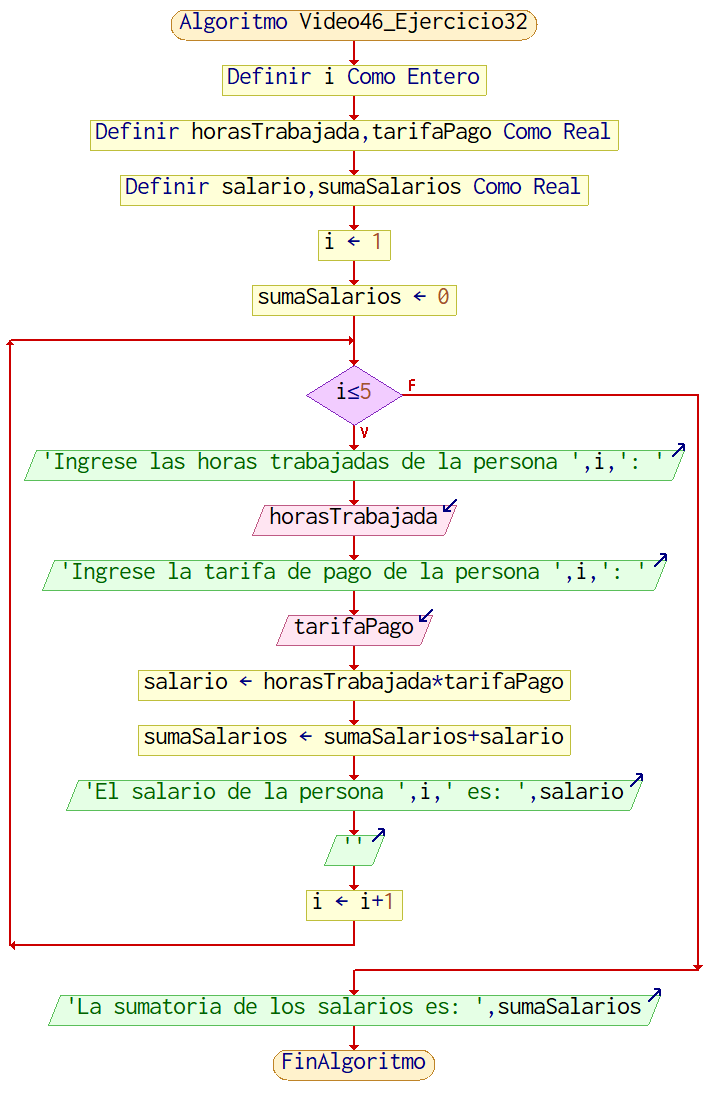 Algoritmo Video46_Ejercicio32
Definir i Como Entero
Definir horasTrabajada,tarifaPago Como Real
Definir salario,sumaSalarios Como Real
i ← 1
sumaSalarios ← 0
i≤5
F
V
'Ingrese las horas trabajadas de la persona ',i,': '
horasTrabajada
'Ingrese la tarifa de pago de la persona ',i,': '
tarifaPago
salario ← horasTrabajada*tarifaPago
sumaSalarios ← sumaSalarios+salario
'El salario de la persona ',i,' es: ',salario
''
i ← i+1
'La sumatoria de los salarios es: ',sumaSalarios
FinAlgoritmo